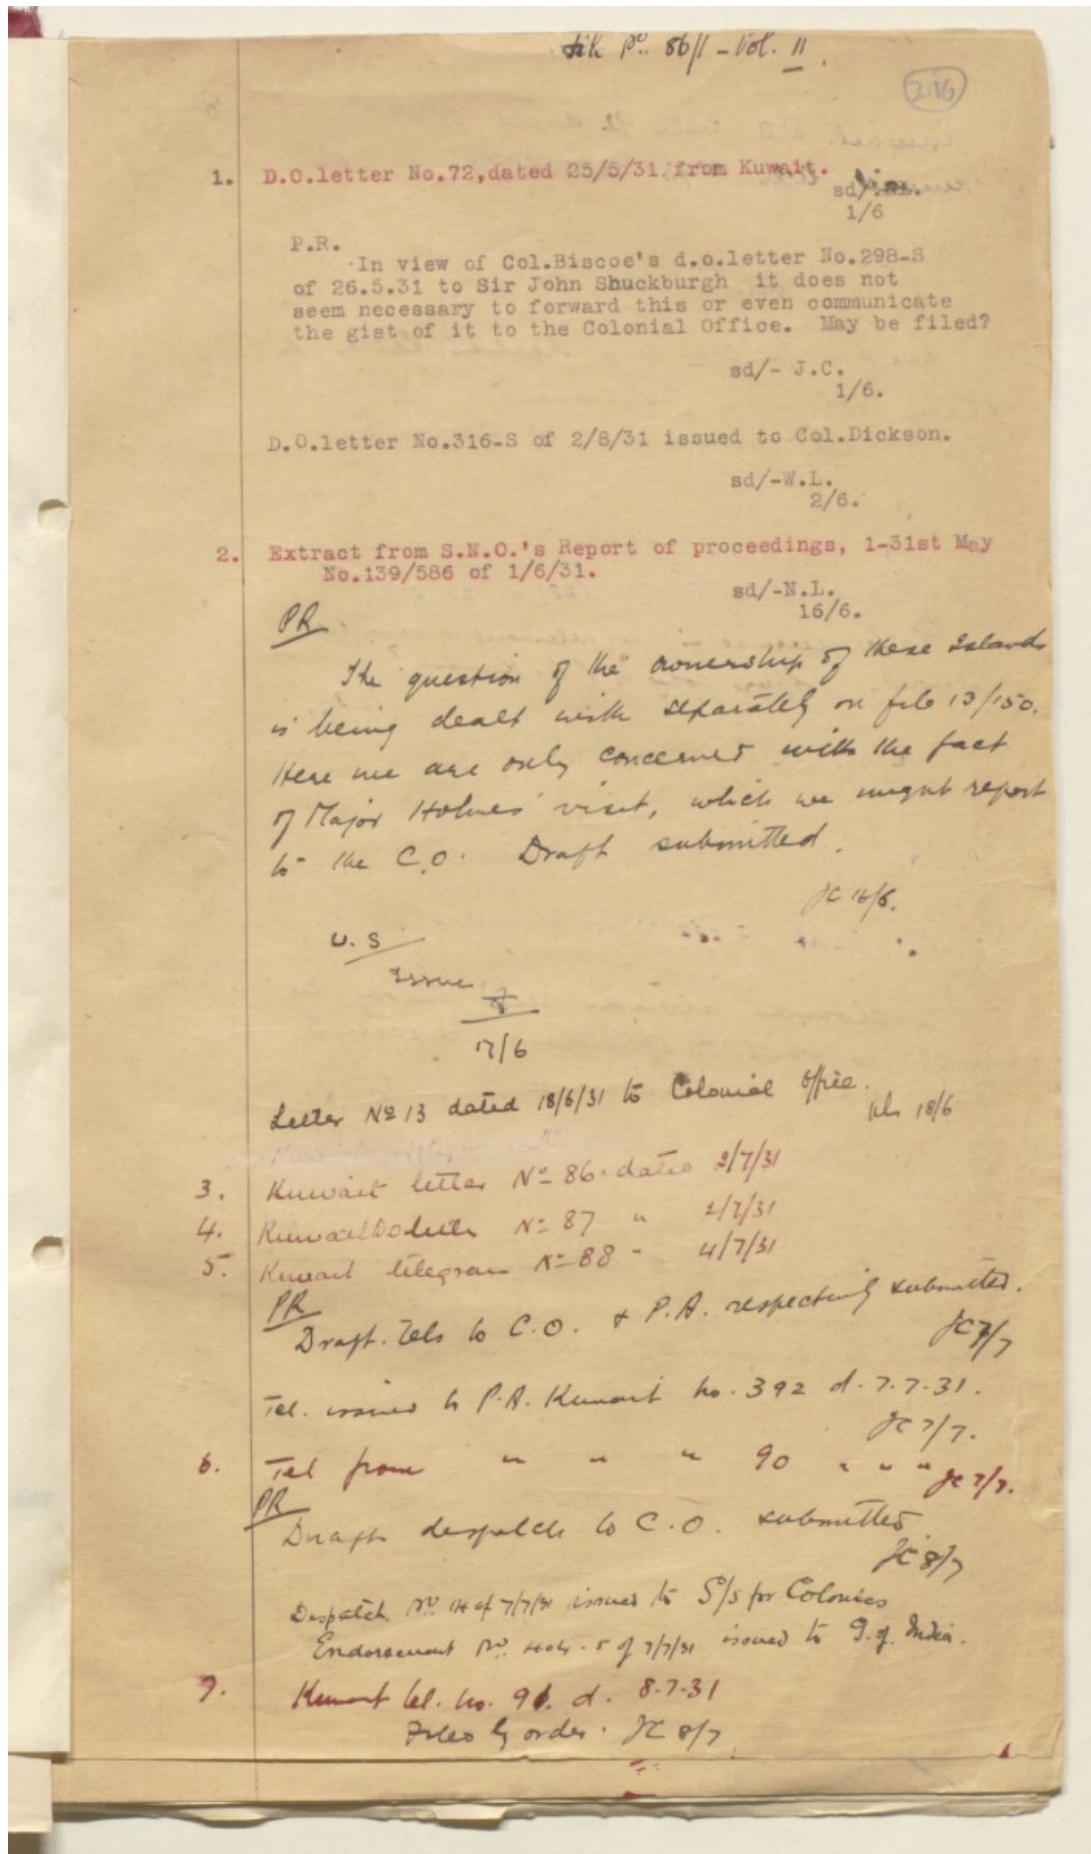 File No. 86/1 - Vol. II.
216
1. D.O.letter No.72,dated 25/5/31 from Kuwait.
sd/
1/6
P.R.
In view of Col.Biscoe's d.o.letter No.298-S
of 26.5.31 to Sir John Shuckburgh it does not
seem necessary to forward this or even communicate
the gist of it to the Colonial Office. May be filed?
sd/- J.C.
1/6.
D.O.letter No.316-S of 2/8/31 issued to Col.Dickson.
sd/-W.L.
2/6.
2. Extract from S.N.O.'s Report of proceedings, 1-31st May
No.139/586 of 1/6/31.
sd/-N.L.
16/6.
PR
The question of the ownership of these Islands
is being dealt with separately on file 13/150.
Here we are only concerned with the fact
of Major Holmes' visit, which we might report
to the C.O. Draft submitted.
JC 16/6.
U.S
Issue
17/6
Letter No 13 dated 18/6/31 to Colonial Office.
18/6
3. Kuwait letter No 86 dated 2/7/31
4. Kuwait DO letter No 87 " 2/7/31
5. Kuwait telegram No 88 " 4/7/31
PR
Draft. Tels to C.O. & P.A. respectively submitted.
JC 7/7
Tel. issued to P.A. Kuwait No. 392 d. 7.7.31.
JC 7/7.
6. Tel from " " " 90 " " "
JC 7/7.
PR
Draft despatch to C.O. submitted.
JC 8/7
Despatch No. 14 of 7/7/31 issued to S/S for Colonies
Endorsement No. of 7/7/31 issued to G.of. India.
7. Kuwait tel. no. 91. d. 8-7-31
Filed by order. JC 8/7